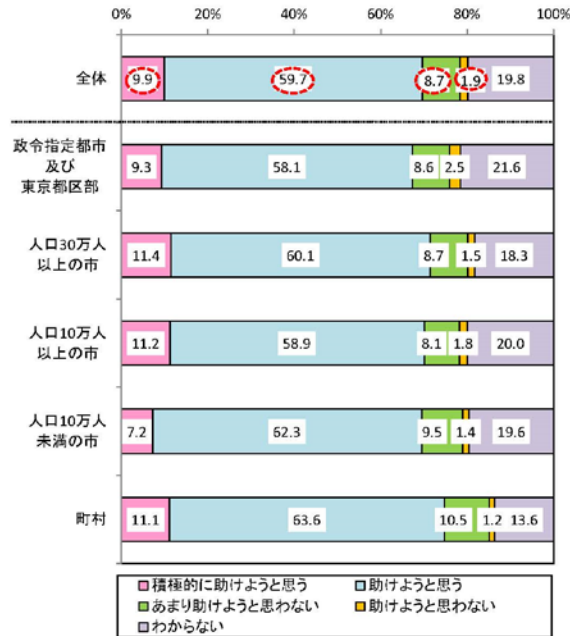 0% 20% 40% 60% 80% 100%
全体 9.9 59.7 8.7 1.9 19.8
政令指定都市
及び
東京都区部
9.3 58.1 8.6 2.5 21.6
人口30万人
以上の市
11.4 60.1 8.7 1.5 18.3
人口10万人
以上の市
11.2 58.9 8.1 1.8 20.0
人口10万人
未満の市
7.2 62.3 9.5 1.4 19.6
町村 11.1 63.6 10.5 1.2 13.6
積極的に助けようと思う 助けようと思う
あまり助けようと思わない 助けようと思わない
わからない